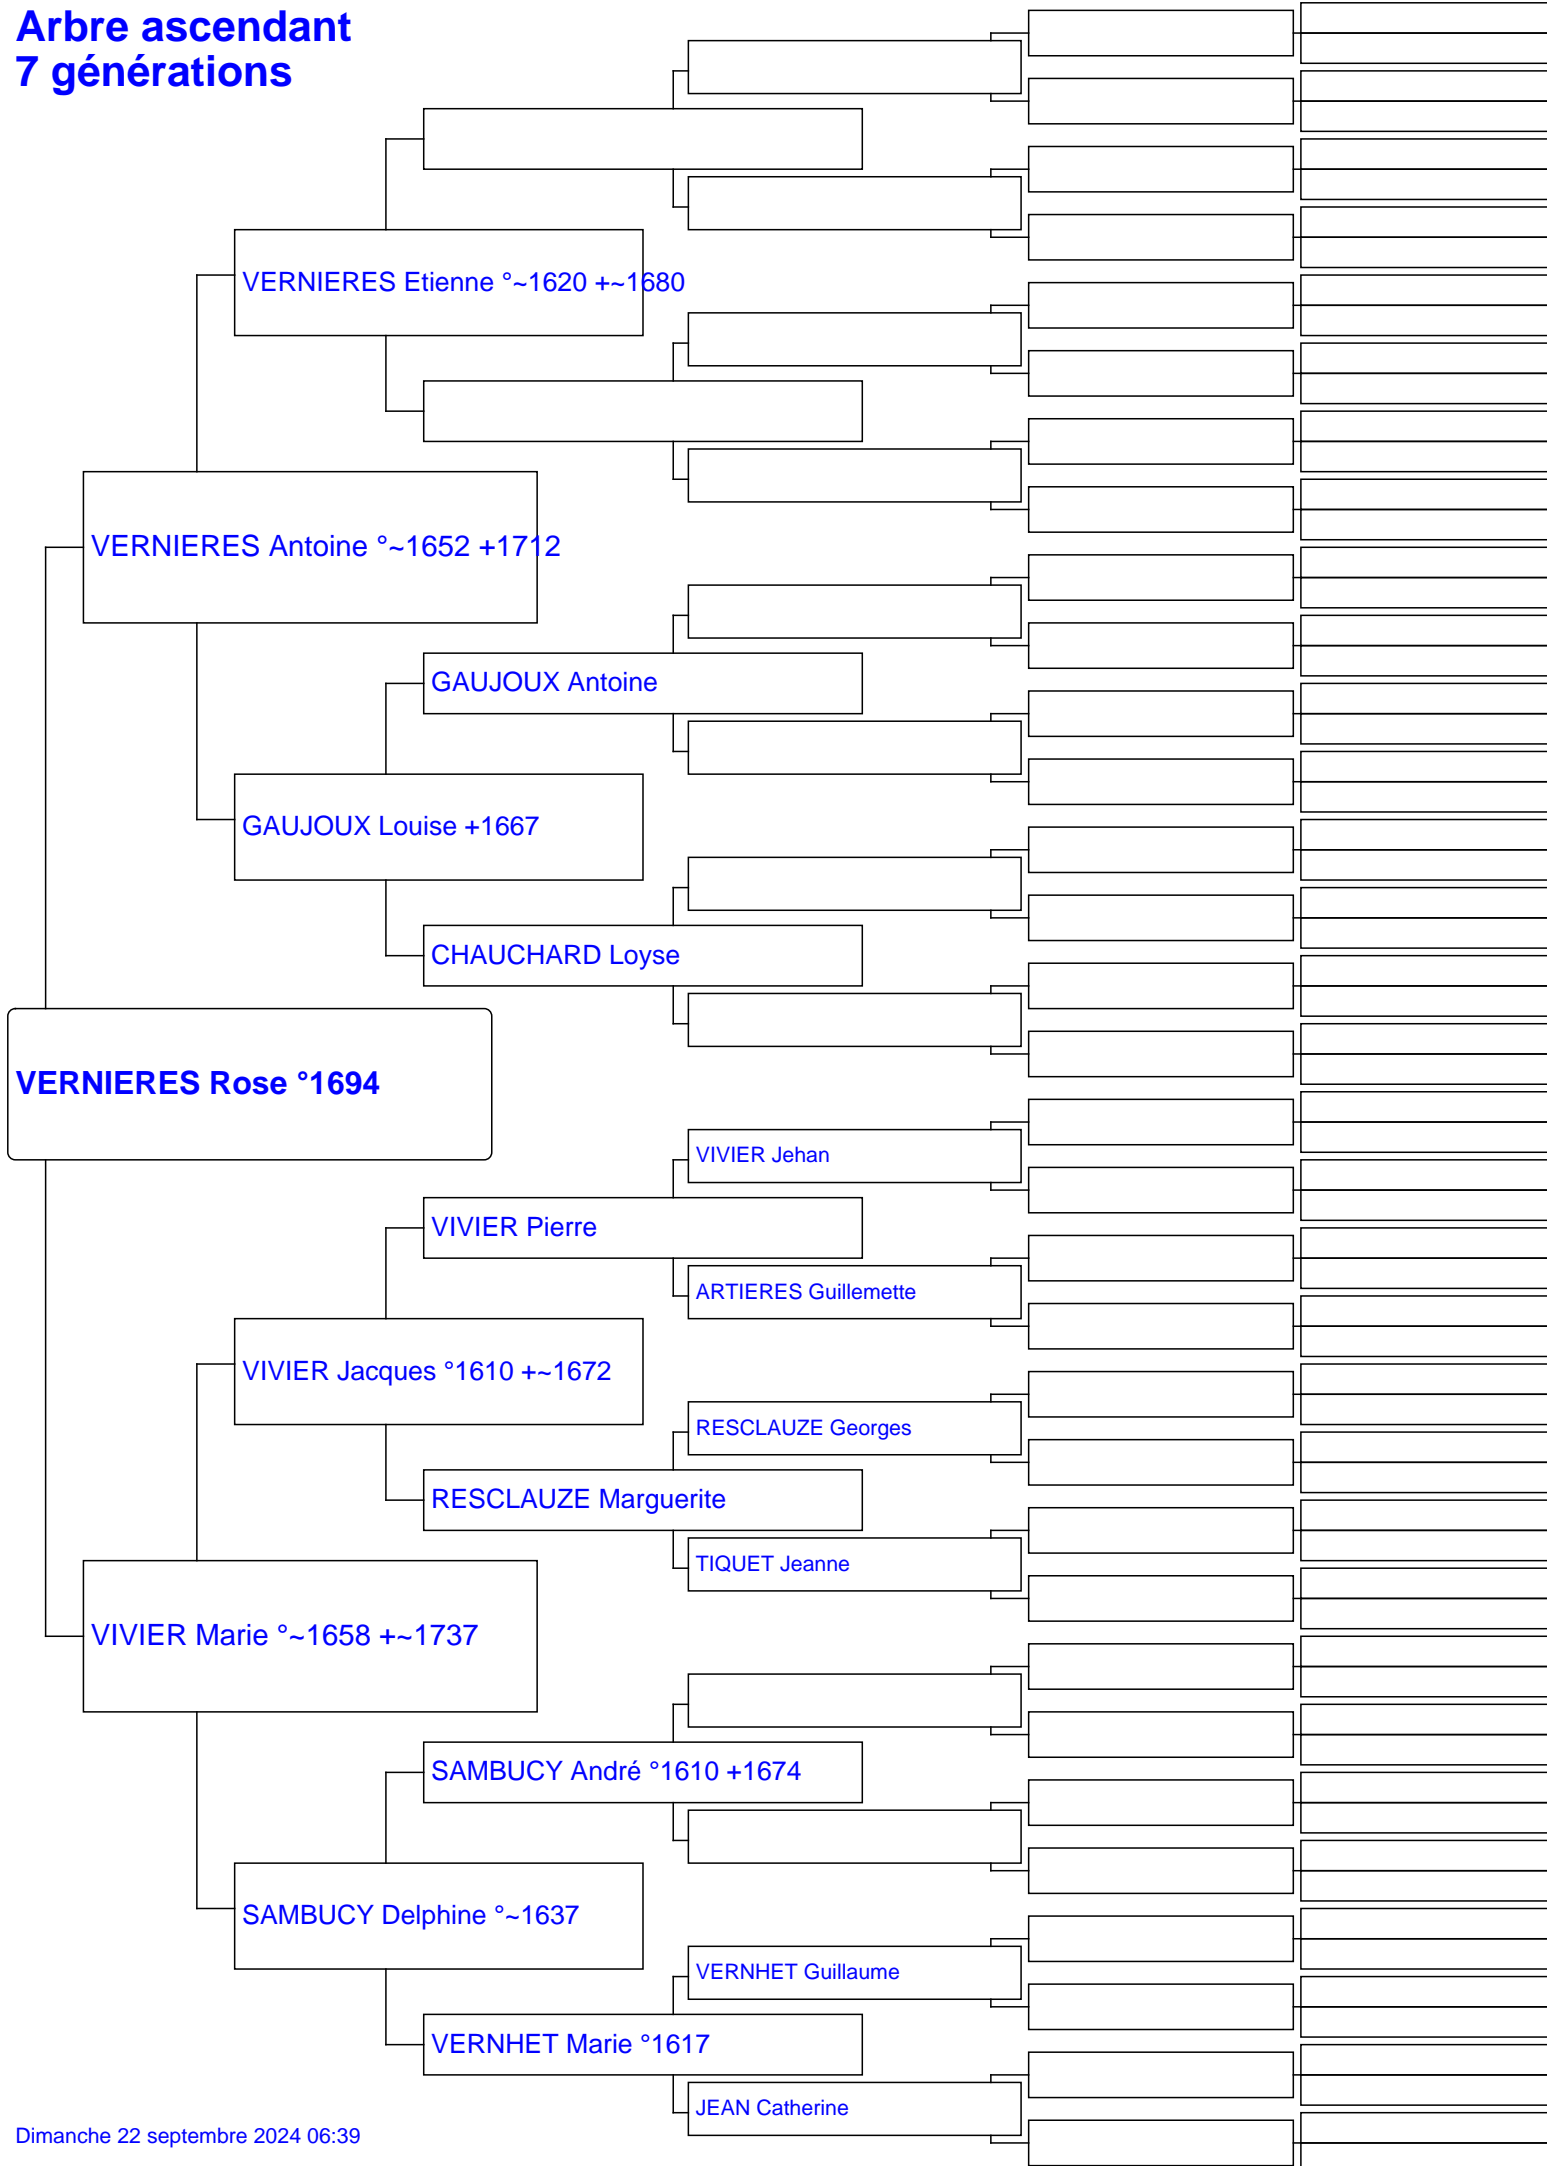 Arbre ascendant
7 générations
VERNIERES Etienne °~1620 +~1680
VERNIERES Antoine °~1652 +1712
GAUJOUX Antoine
GAUJOUX Louise +1667
CHAUCHARD Loyse
VERNIERES Rose °1694
VIVIER Jehan
VIVIER Pierre
ARTIERES Guillemette
VIVIER Jacques °1610 +~1672
RESCLAUZE Georges
RESCLAUZE Marguerite
TIQUET Jeanne
VIVIER Marie °~1658 +~1737
SAMBUCY André °1610 +1674
SAMBUCY Delphine °~1637
VERNHET Guillaume
VERNHET Marie °1617
JEAN Catherine
Dimanche 22 septembre 2024 06:39